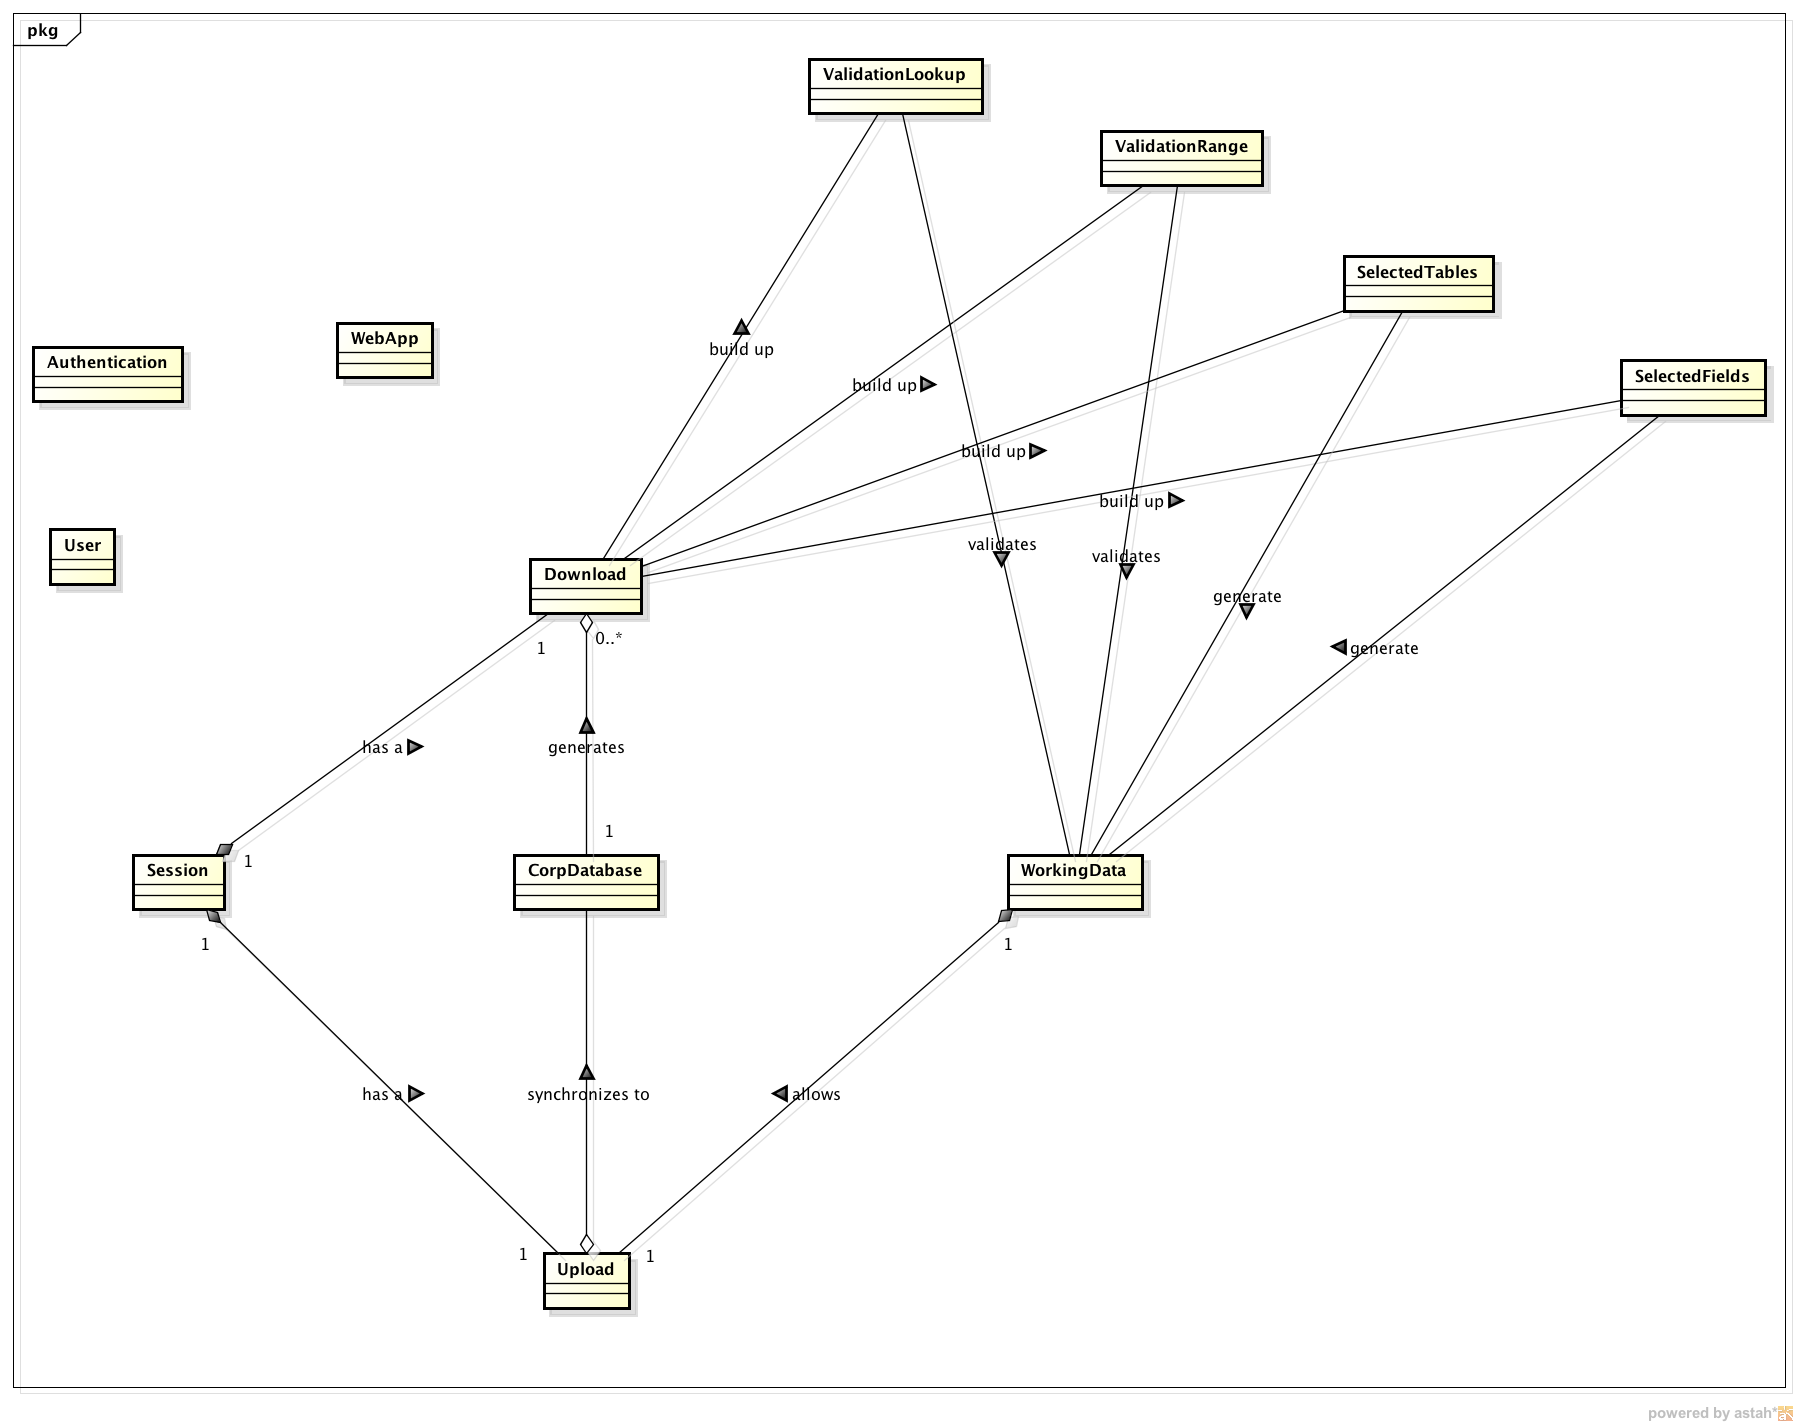 pkg
ValidationLookup
ValidationRange
SelectedTables
WebApp
Authentication
SelectedFields
build up
build up
build up
build up
User
validates
validates
Download
generate
generate
1
0..*
has a
generates
1
1
Session
CorpDatabase
WorkingData
1
1
has a
synchronizes to
allows
1
1
Upload
powered by astah*